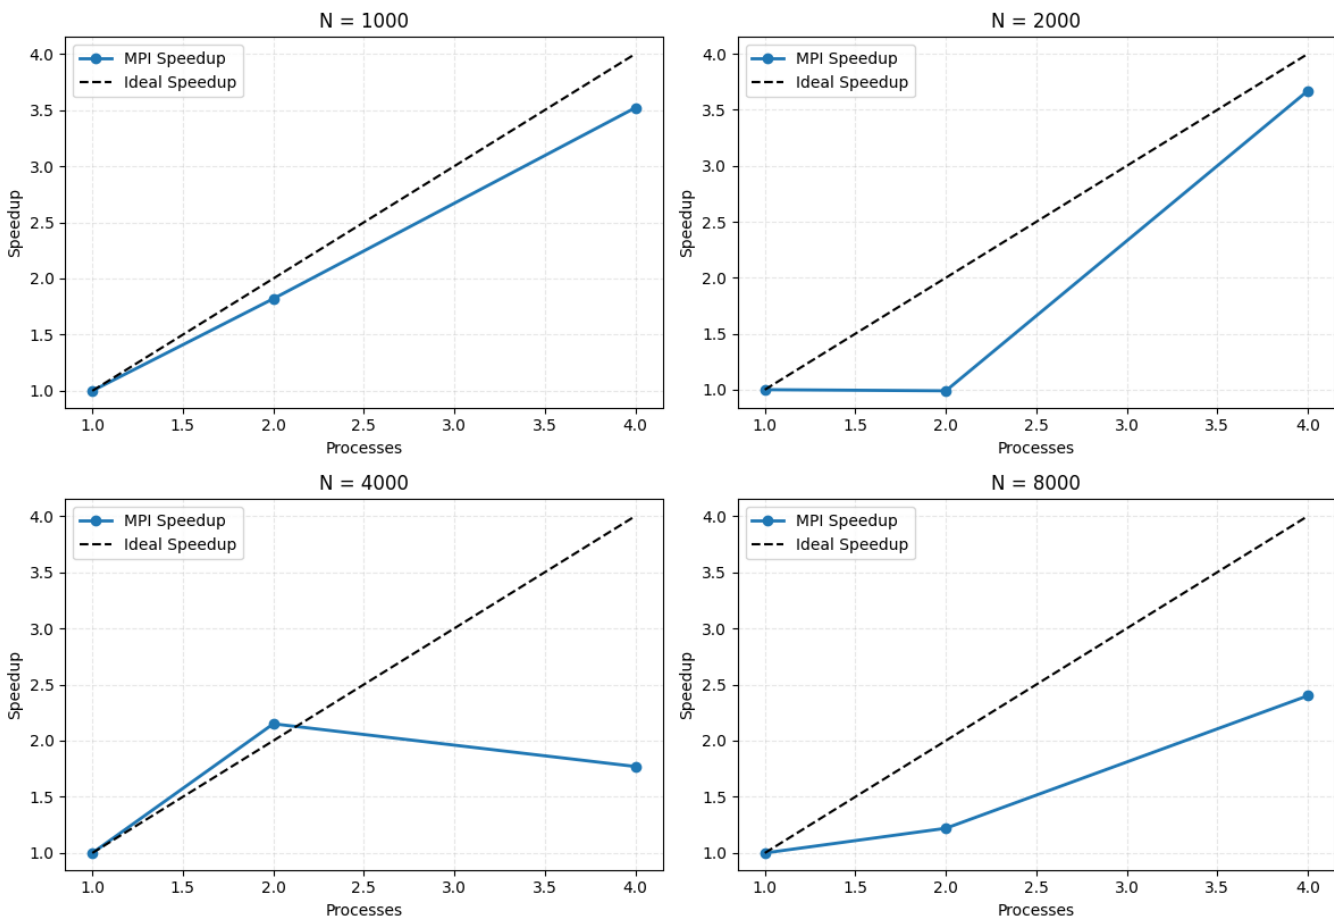 N = 1000
MPI Speedup
Ideal Speedup
4.0
3.5
3.0
2.5
2.0
1.5
1.0
Speedup
1.0 1.5 2.0 2.5 3.0 3.5 4.0
Processes
N = 2000
MPI Speedup
Ideal Speedup
4.0
3.5
3.0
2.5
2.0
1.5
1.0
Speedup
1.0 1.5 2.0 2.5 3.0 3.5 4.0
Processes
N = 4000
MPI Speedup
Ideal Speedup
4.0
3.5
3.0
2.5
2.0
1.5
1.0
Speedup
1.0 1.5 2.0 2.5 3.0 3.5 4.0
Processes
N = 8000
MPI Speedup
Ideal Speedup
4.0
3.5
3.0
2.5
2.0
1.5
1.0
Speedup
1.0 1.5 2.0 2.5 3.0 3.5 4.0
Processes